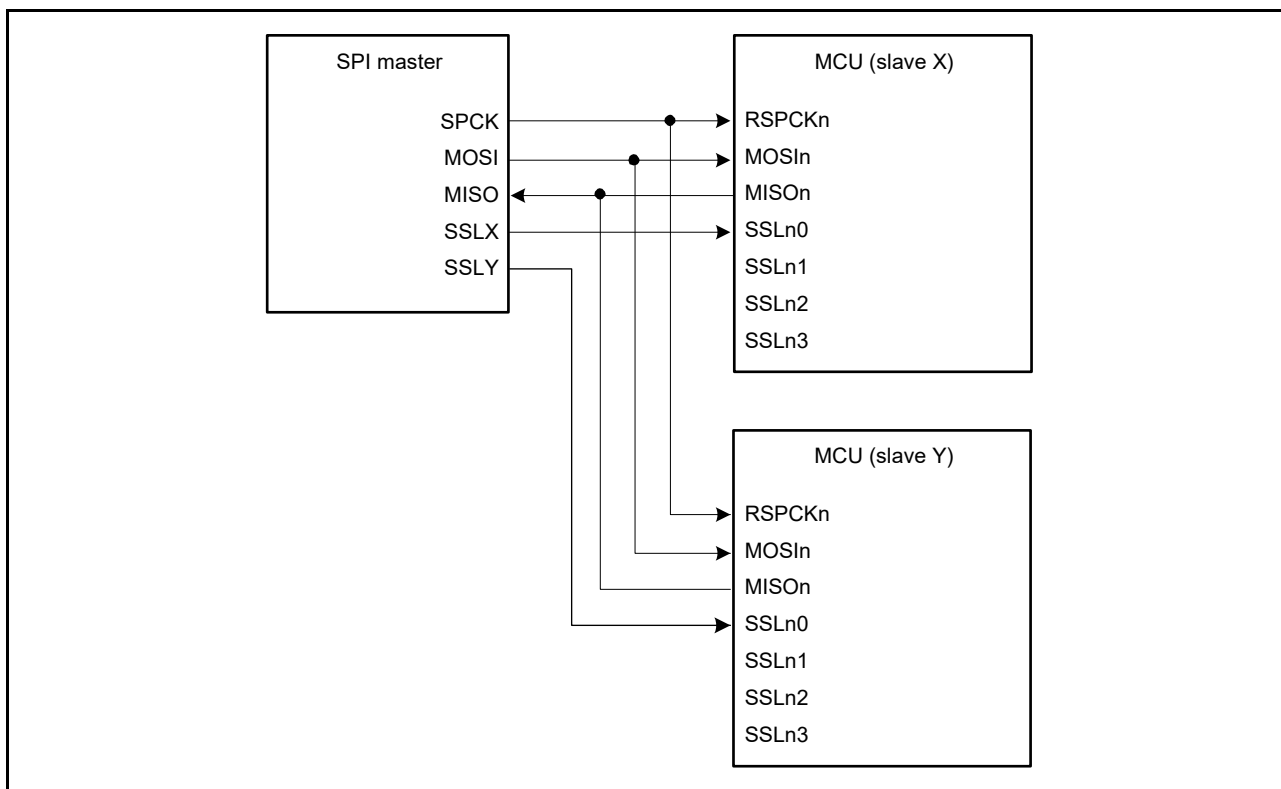 SPI master
SPCK
MOSI
MISO
SSLX
SSLY
MCU (slave X)
RSPCKn
MOSIn
MISOn
SSLn0
SSLn1
SSLn2
SSLn3
MCU (slave Y)
RSPCKn
MOSIn
MISOn
SSLn0
SSLn1
SSLn2
SSLn3